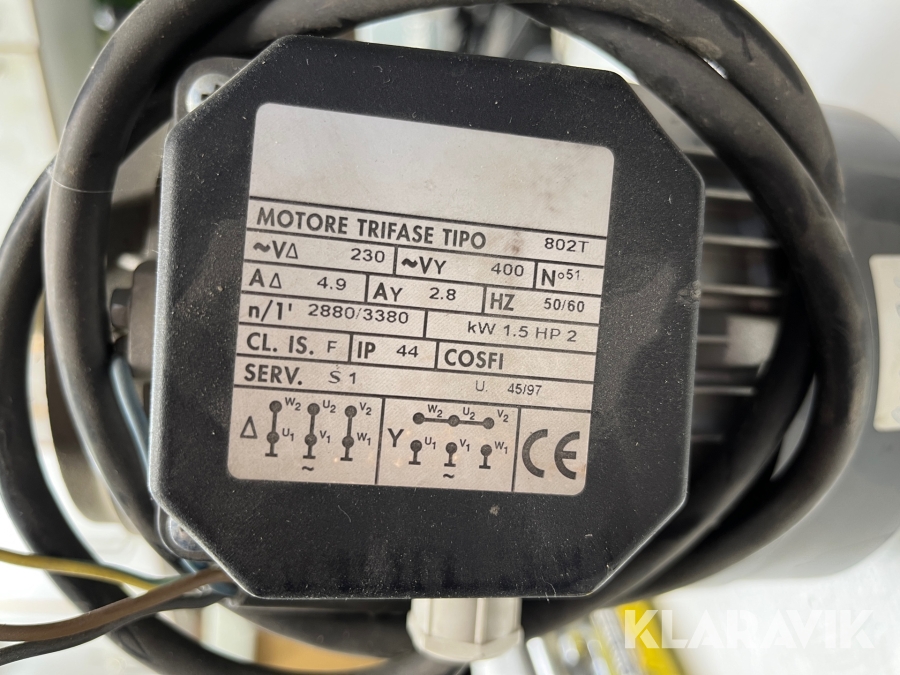 MOTORE TRIFASE TIPO 802T
~VΔ 230 ~VY 400 N° 51.
AΔ 4.9 AY 2.8 HZ 50/60
n/1' 2880/3380 kW 1.5 HP 2
CL. IS. F IP 44 COSFI
SERV. S 1 U. 45/97
W2 U2 V2 W2 U2 V2
Δ U1 V1 W1 Y U1 V1 W1 CE
~ ~
KLARAVIK